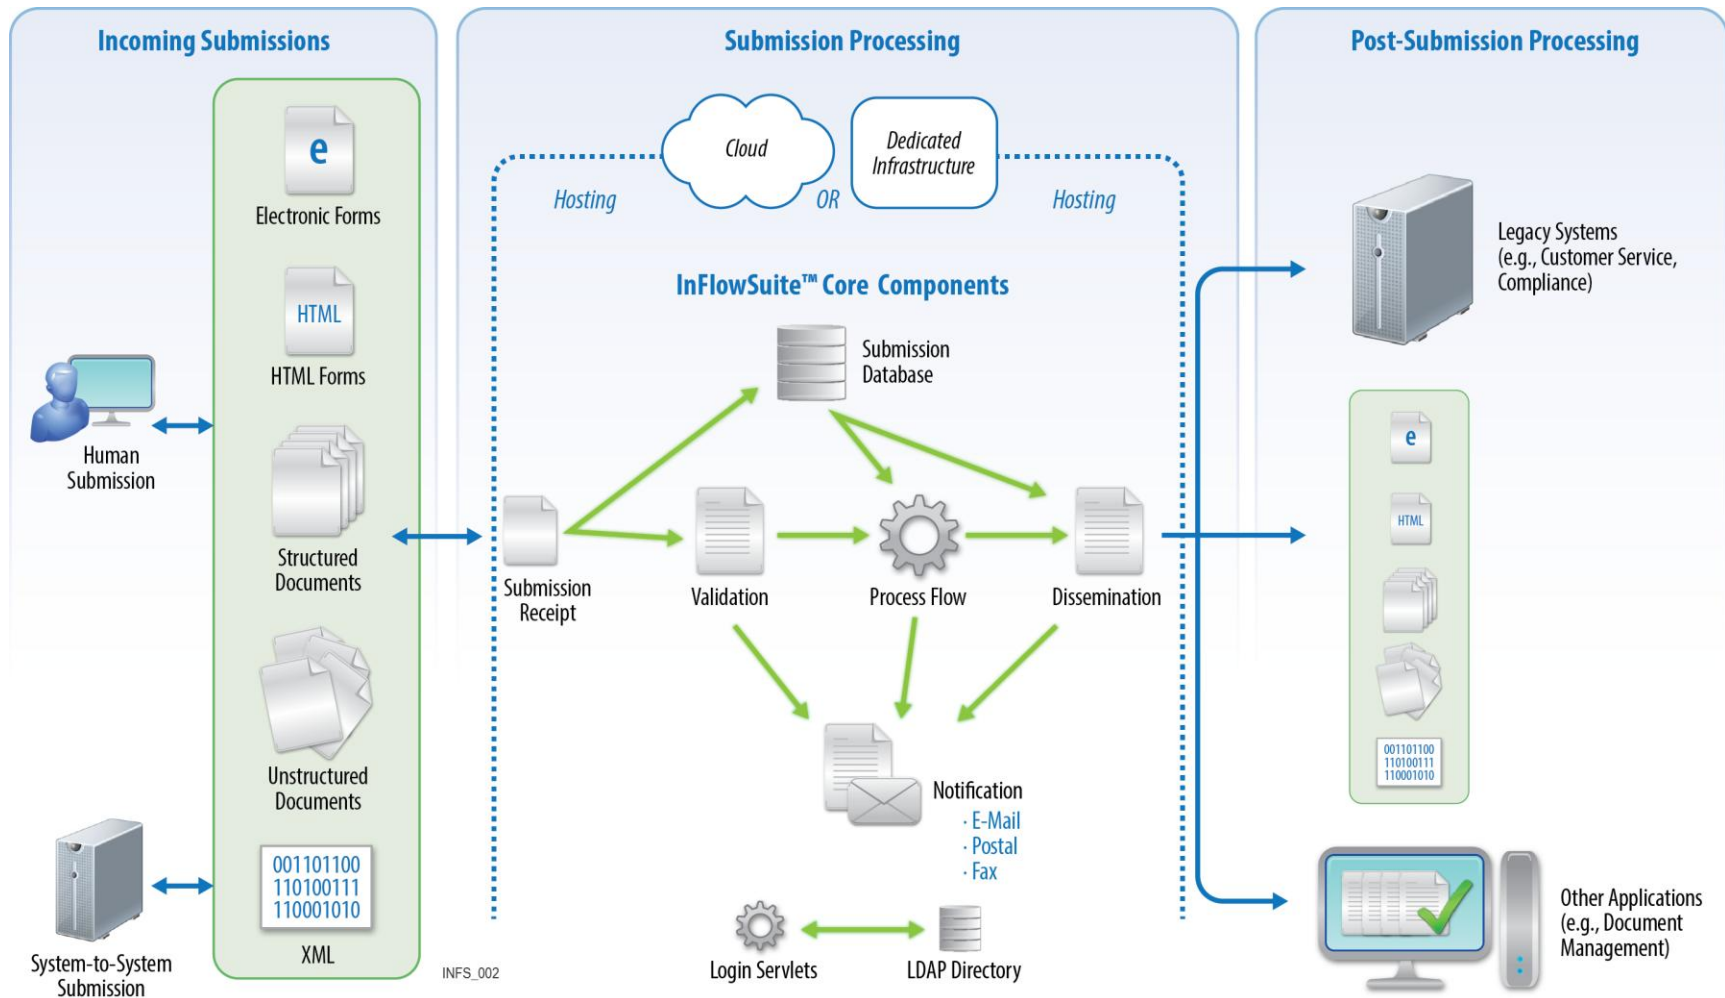 Incoming Submissions
e
Electronic Forms
HTML
HTML Forms
Human
Submission
Structured
Documents
Unstructured
Documents
001101100
110100111
110001010
XML
System-to-System
Submission
INFS_002
Submission Processing
Cloud
OR
Dedicated
Infrastructure
Hosting
Hosting
InFlowSuite™ Core Components
Submission
Database
Submission
Receipt
Validation
Process Flow
Dissemination
Notification
· E-Mail
· Postal
· Fax
Login Servlets
LDAP Directory
Post-Submission Processing
Legacy Systems
(e.g., Customer Service,
Compliance)
e
HTML
001101100
110100111
110001010
Other Applications
(e.g., Document
Management)